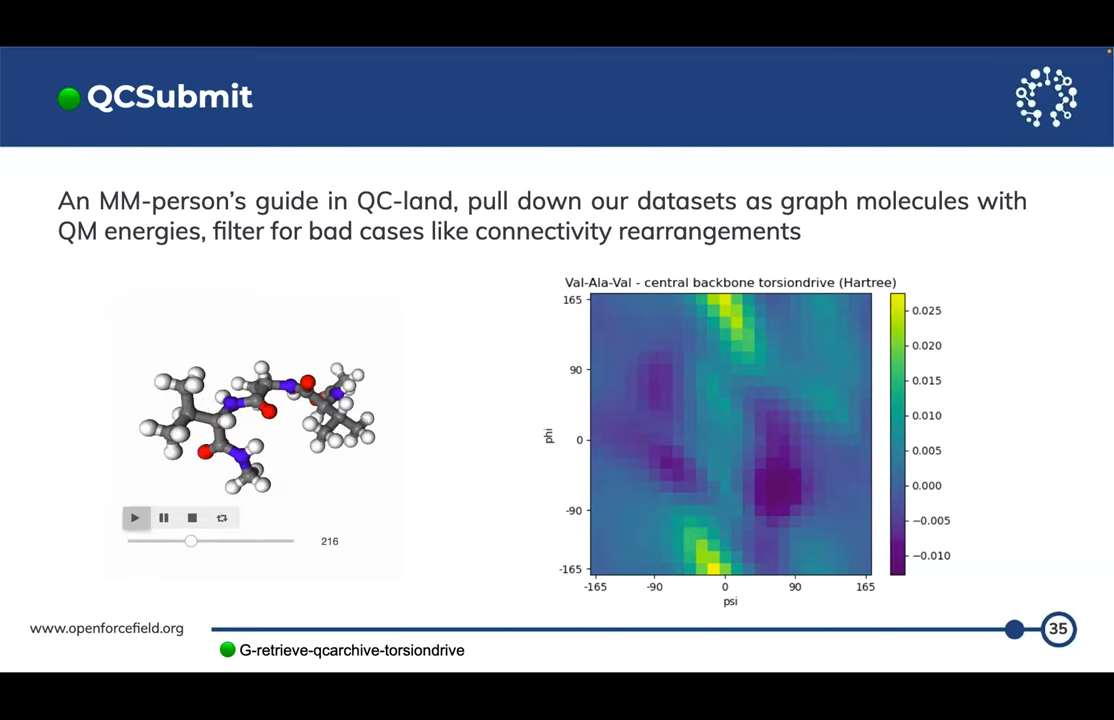 QCSubmit
An MM-person's guide in QC-land, pull down our datasets as graph molecules with
QM energies, filter for bad cases like connectivity rearrangements
216
Val-Ala-Val - central backbone torsiondrive (Hartree)
165
90
0
-90
-165
phi
-165 -90 0 90 165
psi
0.025
0.020
0.015
0.010
0.005
0.000
−0.005
−0.010
www.openforcefield.org
35
G-retrieve-qcarchive-torsiondrive